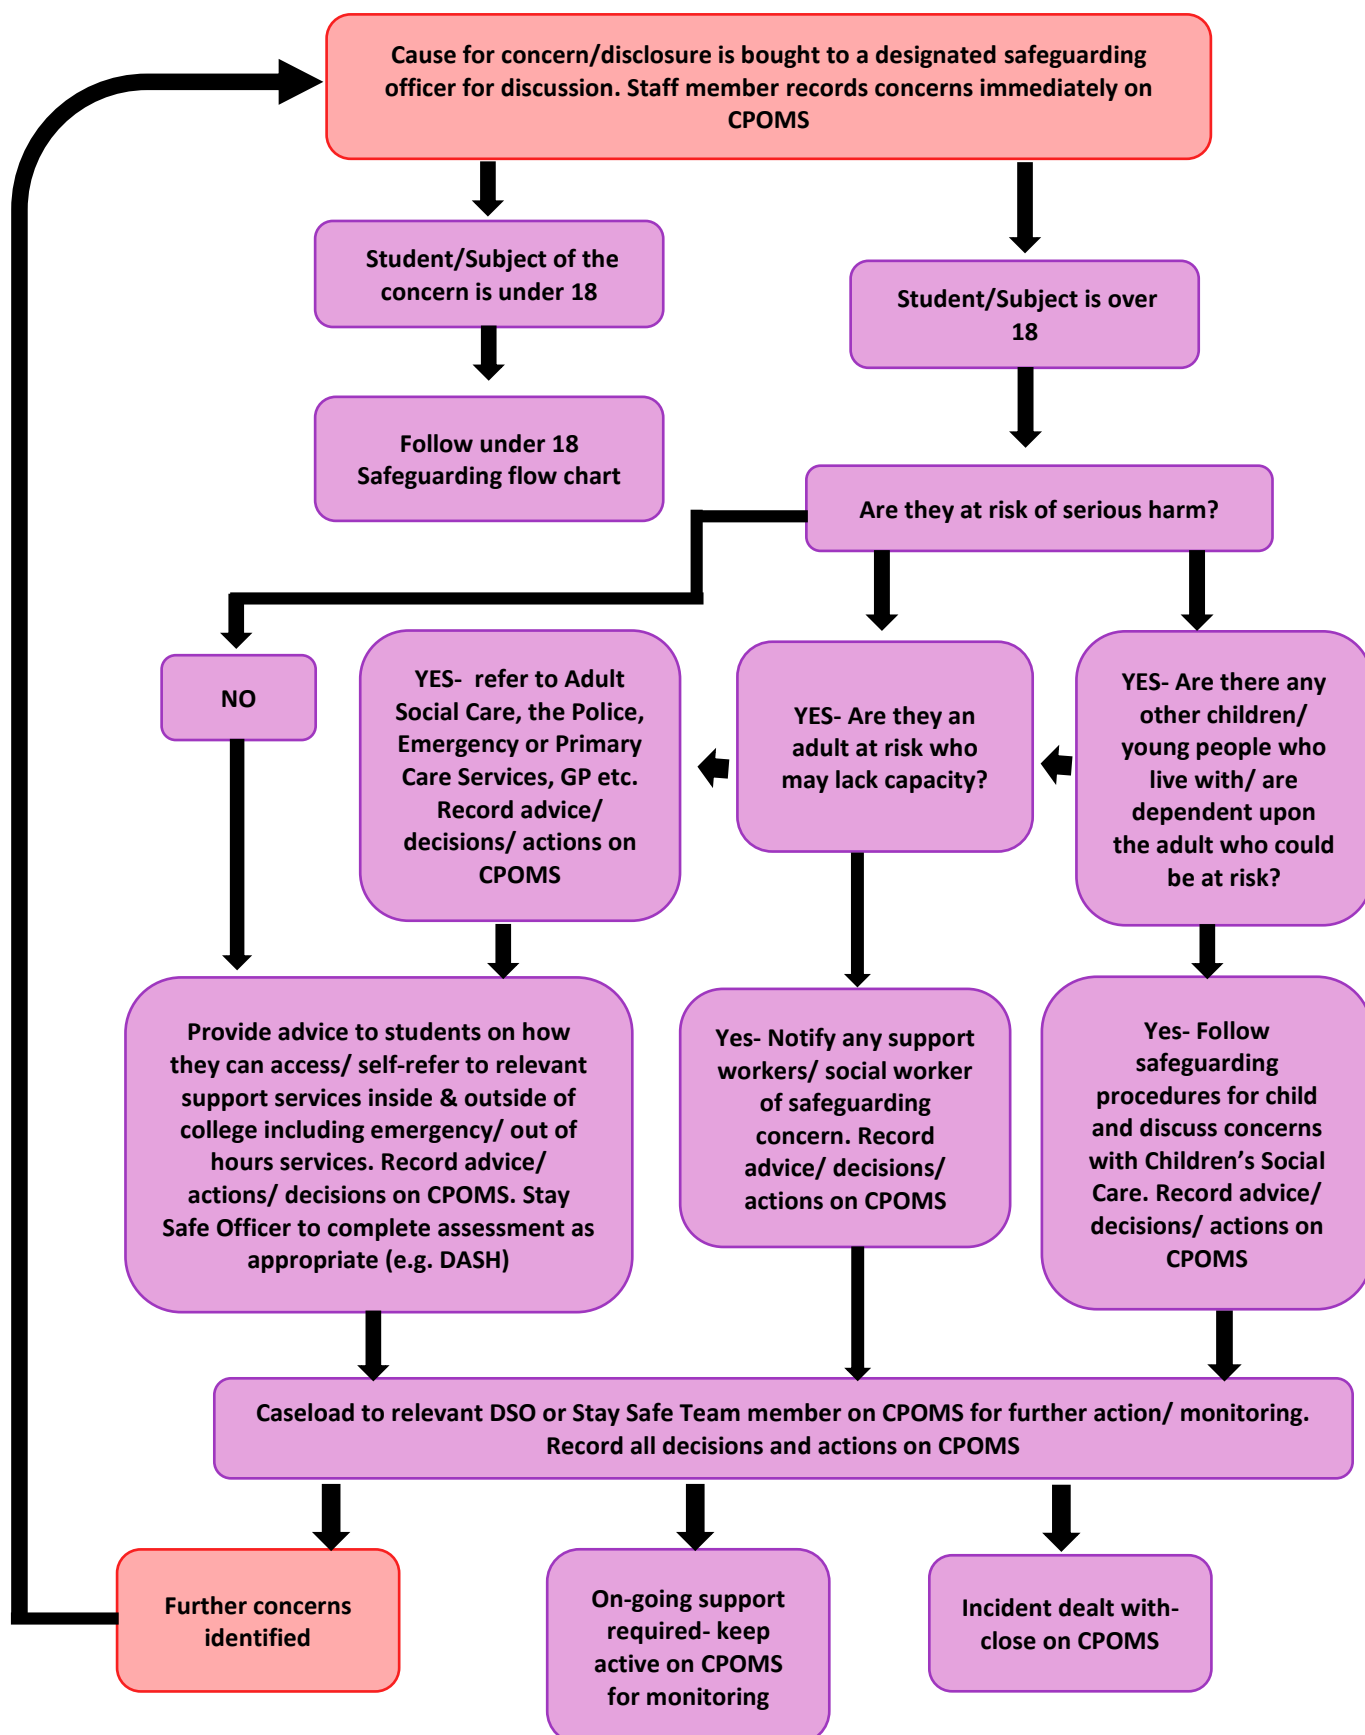 Cause for concern/disclosure is bought to a designated safeguarding
officer for discussion. Staff member records concerns immediately on
CPOMS
Student/Subject of the
concern is under 18
Student/Subject is over
18
Follow under 18
Safeguarding flow chart
Are they at risk of serious harm?
NO
YES-  refer to Adult
Social Care, the Police,
Emergency or Primary
Care Services, GP etc.
Record advice/
decisions/ actions on
CPOMS
YES- Are they an
adult at risk who
may lack capacity?
YES- Are there any
other children/
young people who
live with/ are
dependent upon
the adult who could
be at risk?
Provide advice to students on how
they can access/ self-refer to relevant
support services inside & outside of
college including emergency/ out of
hours services. Record advice/
actions/ decisions on CPOMS. Stay
Safe Officer to complete assessment as
appropriate (e.g. DASH)
Yes- Notify any support
workers/ social worker
of safeguarding
concern. Record
advice/ decisions/
actions on CPOMS
Yes- Follow
safeguarding
procedures for child
and discuss concerns
with Children’s Social
Care. Record advice/
decisions/ actions on
CPOMS
Caseload to relevant DSO or Stay Safe Team member on CPOMS for further action/ monitoring.
Record all decisions and actions on CPOMS
Further concerns
identified
On-going support
required- keep
active on CPOMS
for monitoring
Incident dealt with-
close on CPOMS